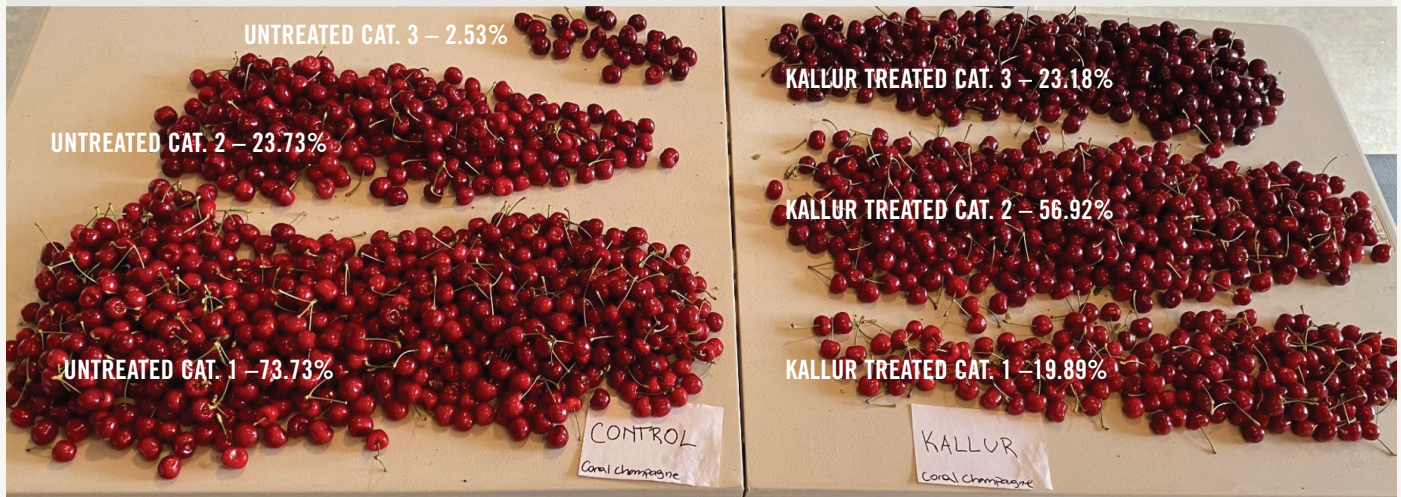 UNTREATED CAT. 3 – 2.53%
UNTREATED CAT. 2 – 23.73%
UNTREATED CAT. 1 –73.73%
CONTROL
Coral Champagne
KALLUR TREATED CAT. 3 – 23.18%
KALLUR TREATED CAT. 2 – 56.92%
KALLUR TREATED CAT. 1 –19.89%
KALLUR
Coral Champagne